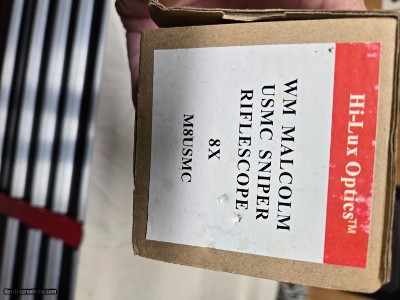 Hi-Lux Optics™
WM MALCOLM
USMC SNIPER
RIFLESCOPE
8X
M8USMC